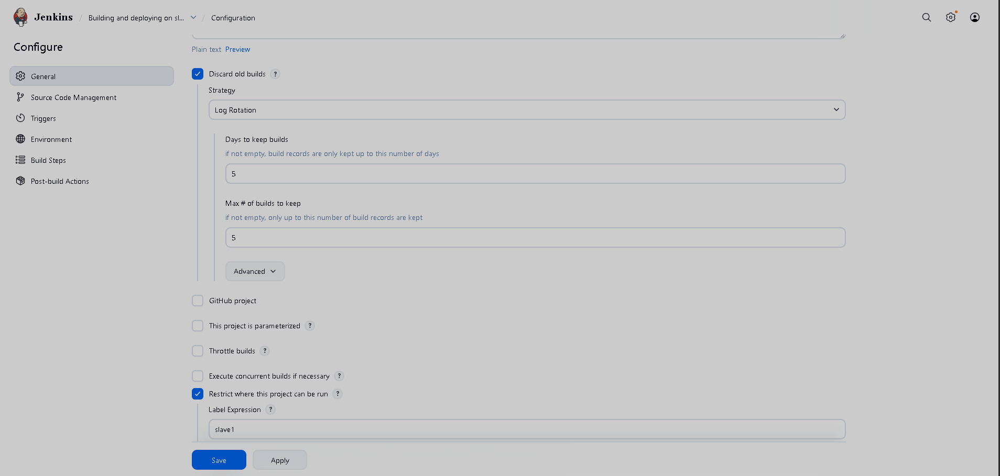 Jenkins / Building and deploying on sl... / Configuration
Configure
General
Source Code Management
Triggers
Environment
Build Steps
Post-build Actions
Plain text Preview
Discard old builds ?
Strategy
Log Rotation
Days to keep builds
if not empty, build records are only kept up to this number of days
5
Max # of builds to keep
if not empty, only up to this number of build records are kept
5
Advanced
GitHub project
This project is parameterized ?
Throttle builds ?
Execute concurrent builds if necessary ?
Restrict where this project can be run ?
Label Expression ?
slave1
Save Apply